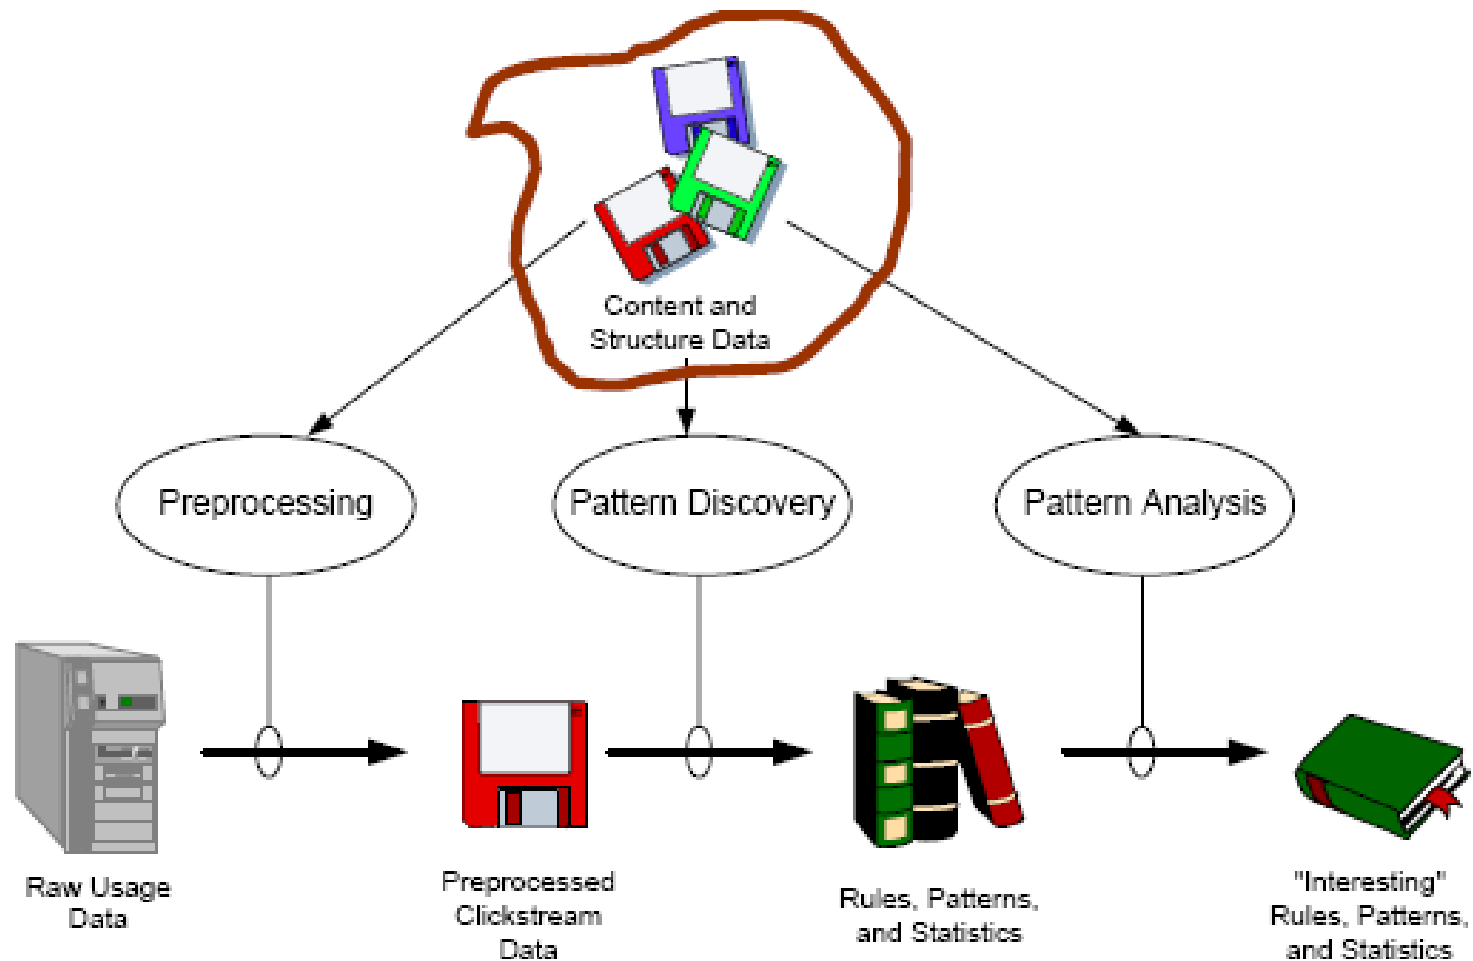 Content and
Structure Data
Preprocessing
Pattern Discovery
Pattern Analysis
Raw Usage
Data
Preprocessed
Clickstream
Data
Rules, Patterns,
and Statistics
"Interesting"
Rules, Patterns,
and Statistics